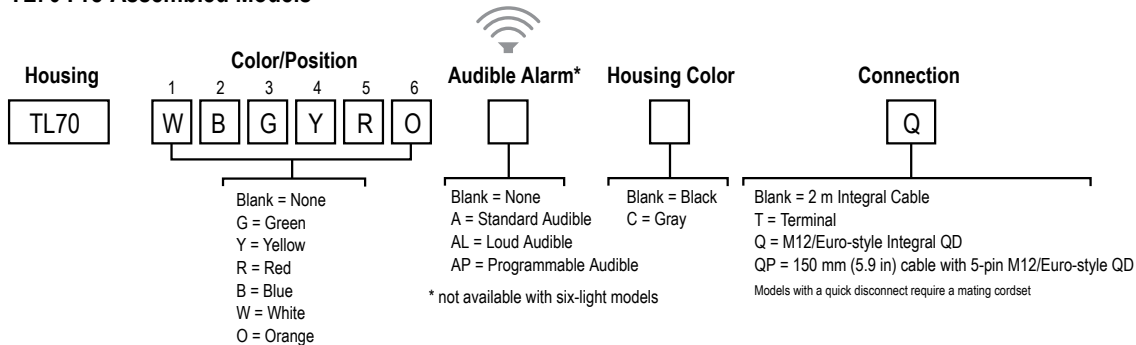 Color/Position
Housing
Audible Alarm*
Housing Color
Connection
1 2 3 4 5 6
TL70
W B G Y R O
Q
Blank = None
G = Green
Y = Yellow
R = Red
B = Blue
W = White
O = Orange
Blank = None
A = Standard Audible
AL = Loud Audible
AP = Programmable Audible
* not available with six-light models
Blank = Black
C = Gray
Blank = 2 m Integral Cable
T = Terminal
Q = M12/Euro-style Integral QD
QP = 150 mm (5.9 in) cable with 5-pin M12/Euro-style QD
Models with a quick disconnect require a mating cordset